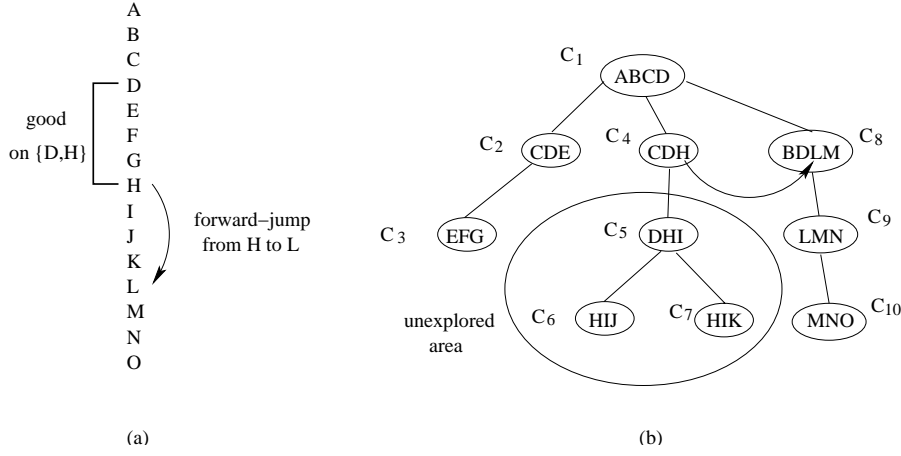 A
B
C
D
E
F
G
H
I
J
K
L
M
N
O
good
on {D,H}
forward−jump
from H to L
(a)
C1
ABCD
C2
CDE
C4
CDH
BDLM
C8
C3
EFG
C5
DHI
LMN
C9
C6
HIJ
C7
HIK
MNO
C10
unexplored
area
(b)